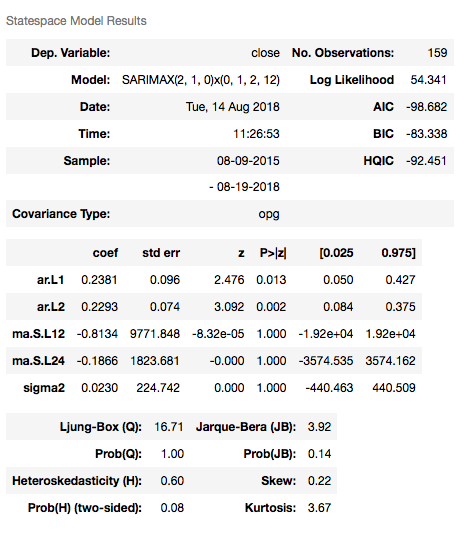 Statespace Model Results
Dep. Variable: close No. Observations: 159
Model: SARIMAX(2, 1, 0)x(0, 1, 2, 12) Log Likelihood 54.341
Date: Tue, 14 Aug 2018 AIC -98.682
Time: 11:26:53 BIC -83.338
Sample: 08-09-2015 HQIC -92.451
- 08-19-2018
Covariance Type: opg
coef std err z P>|z| [0.025 0.975]
ar.L1 0.2381 0.096 2.476 0.013 0.050 0.427
ar.L2 0.2293 0.074 3.092 0.002 0.084 0.375
ma.S.L12 -0.8134 9771.848 -8.32e-05 1.000 -1.92e+04 1.92e+04
ma.S.L24 -0.1866 1823.681 -0.000 1.000 -3574.535 3574.162
sigma2 0.0230 224.742 0.000 1.000 -440.463 440.509
Ljung-Box (Q): 16.71 Jarque-Bera (JB): 3.92
Prob(Q): 1.00 Prob(JB): 0.14
Heteroskedasticity (H): 0.60 Skew: 0.22
Prob(H) (two-sided): 0.08 Kurtosis: 3.67